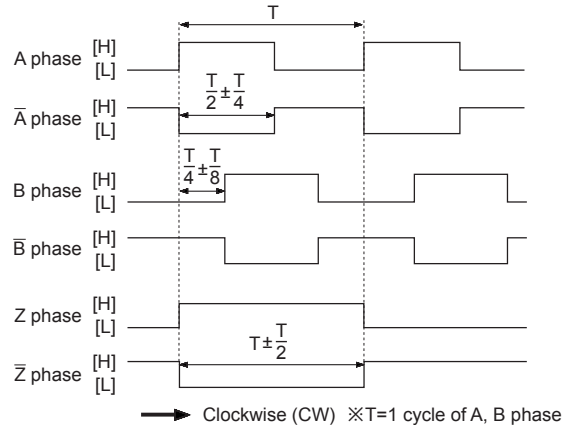 T
A phase [H]
[L]
A̅ phase [H]
[L]
T/2 ± T/4
T/4 ± T/8
B phase [H]
[L]
B̅ phase [H]
[L]
Z phase [H]
[L]
T ± T/2
Z̅ phase [H]
[L]
Clockwise (CW) ※T=1 cycle of A, B phase